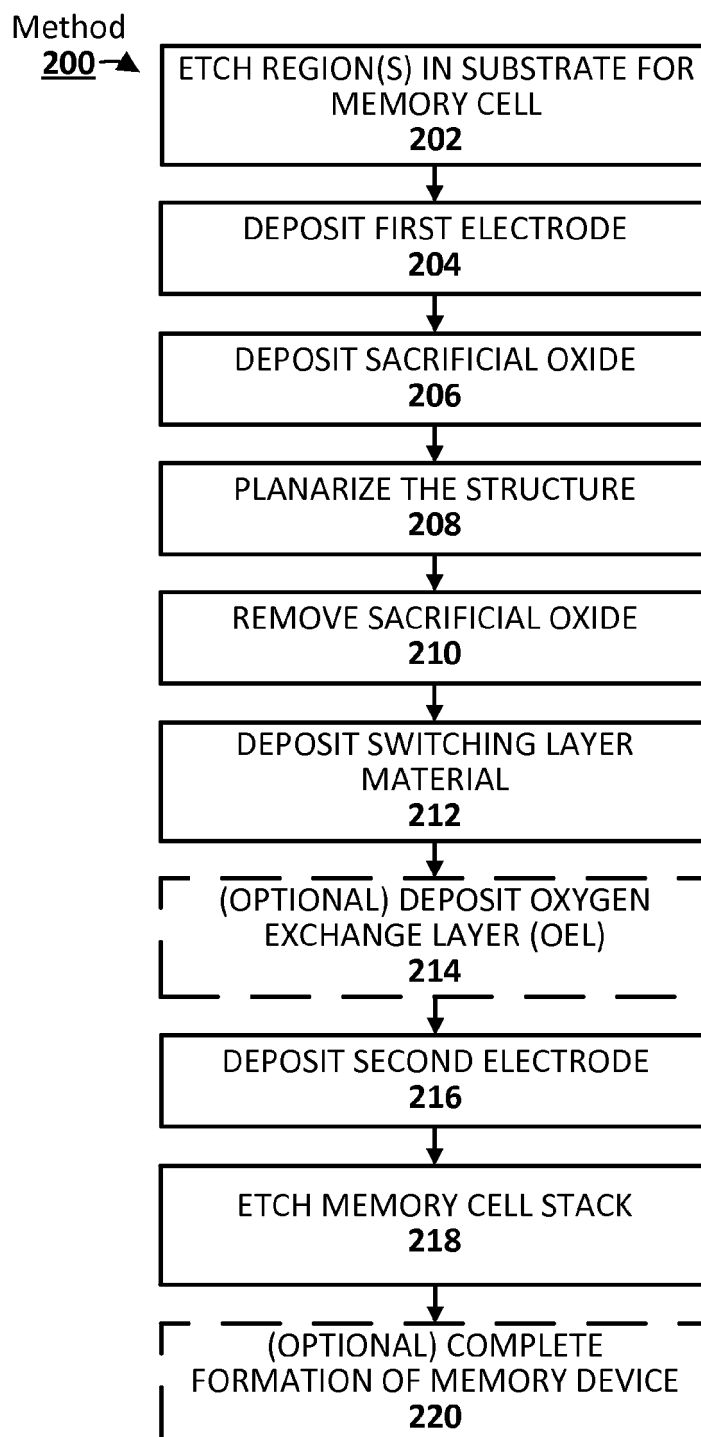 Method
200
ETCH REGION(S) IN SUBSTRATE FOR
MEMORY CELL
202
DEPOSIT FIRST ELECTRODE
204
DEPOSIT SACRIFICIAL OXIDE
206
PLANARIZE THE STRUCTURE
208
REMOVE SACRIFICIAL OXIDE
210
DEPOSIT SWITCHING LAYER
MATERIAL
212
(OPTIONAL) DEPOSIT OXYGEN
EXCHANGE LAYER (OEL)
214
DEPOSIT SECOND ELECTRODE
216
ETCH MEMORY CELL STACK
218
(OPTIONAL) COMPLETE
FORMATION OF MEMORY DEVICE
220